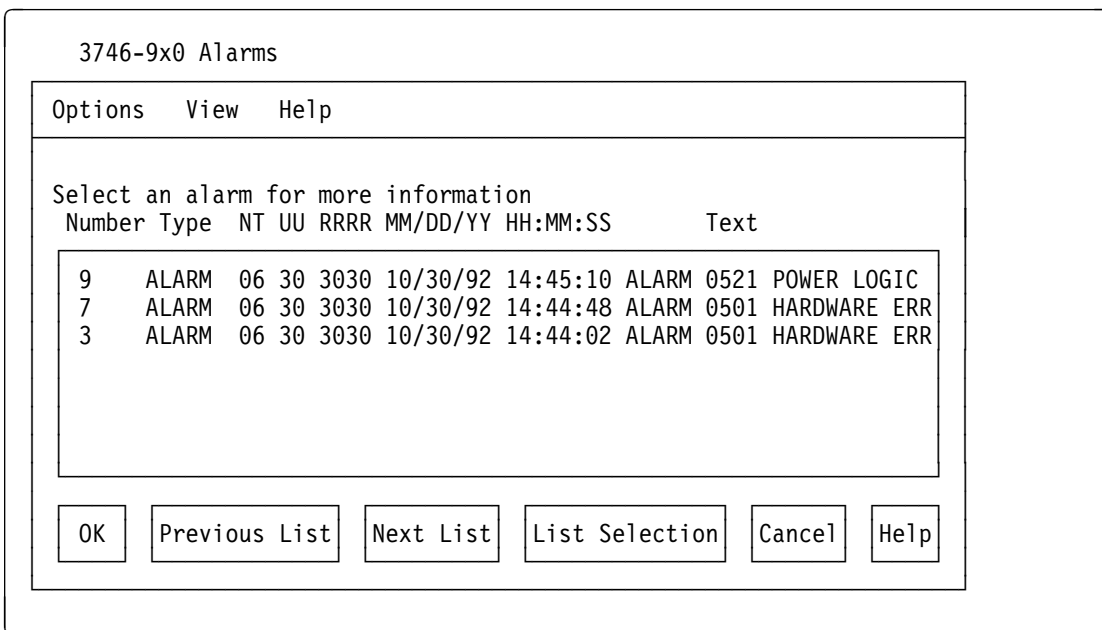 3746-9x0 Alarms
Options View Help
Select an alarm for more information
Number Type NT UU RRRR MM/DD/YY HH:MM:SS Text
9 ALARM 06 30 3030 10/30/92 14:45:10 ALARM 0521 POWER LOGIC
7 ALARM 06 30 3030 10/30/92 14:44:48 ALARM 0501 HARDWARE ERR
3 ALARM 06 30 3030 10/30/92 14:44:02 ALARM 0501 HARDWARE ERR
OK Previous List Next List List Selection Cancel Help